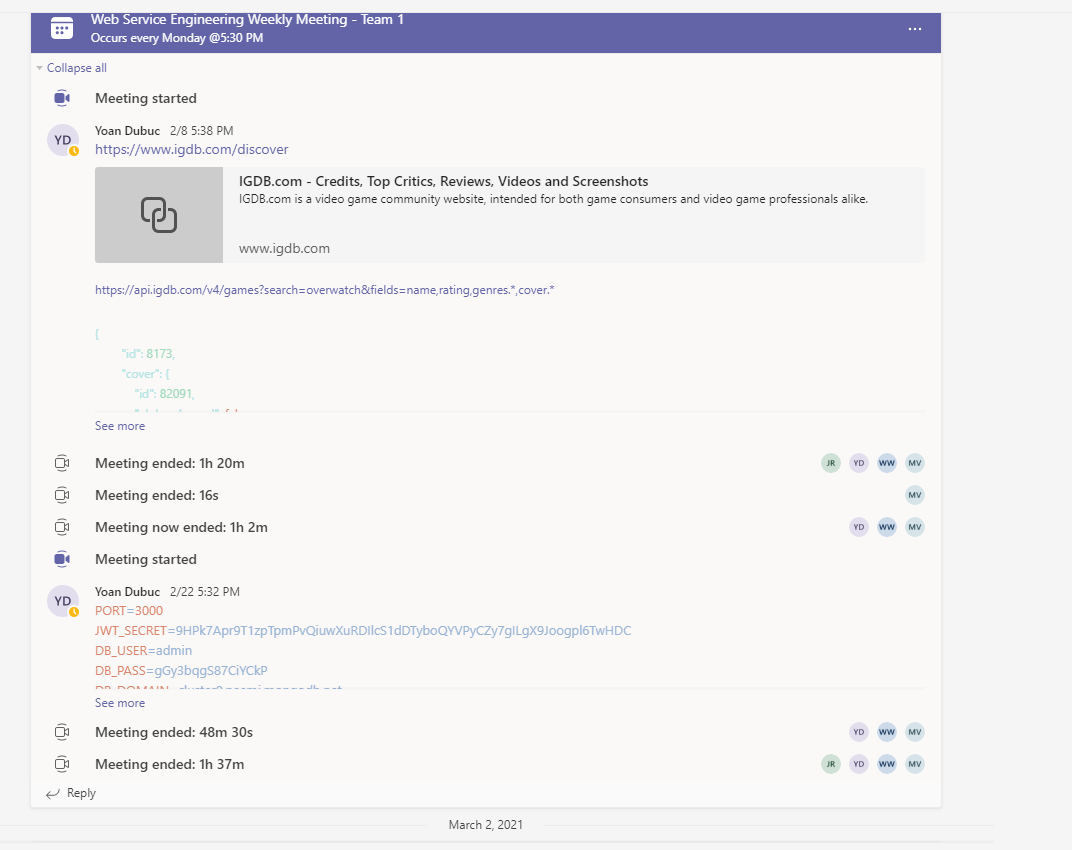 Web Service Engineering Weekly Meeting - Team 1
Occurs every Monday @5:30 PM
Collapse all
Meeting started
YD
Yoan Dubuc 2/8 5:38 PM
https://www.igdb.com/discover
IGDB.com - Credits, Top Critics, Reviews, Videos and Screenshots
IGDB.com is a video game community website, intended for both game consumers and video game professionals alike.
www.igdb.com
https://api.igdb.com/v4/games?search=overwatch&fields=name,rating,genres.*,cover.*
{
"id": 8173,
"cover": {
"id": 82091,
See more
Meeting ended: 1h 20m JR YD WW MV
Meeting ended: 16s MV
Meeting now ended: 1h 2m YD WW MV
Meeting started
YD
Yoan Dubuc 2/22 5:32 PM
PORT=3000
JWT_SECRET=9HPk7Apr9T1zpTpmPvQiuwXuRDIlcS1dDTyboQYVPyCZy7gILgX9Joogpl6TwHDC
DB_USER=admin
DB_PASS=gGy3bqgS87CiYCkP
See more
Meeting ended: 48m 30s YD WW MV
Meeting ended: 1h 37m JR YD WW MV
Reply
March 2, 2021